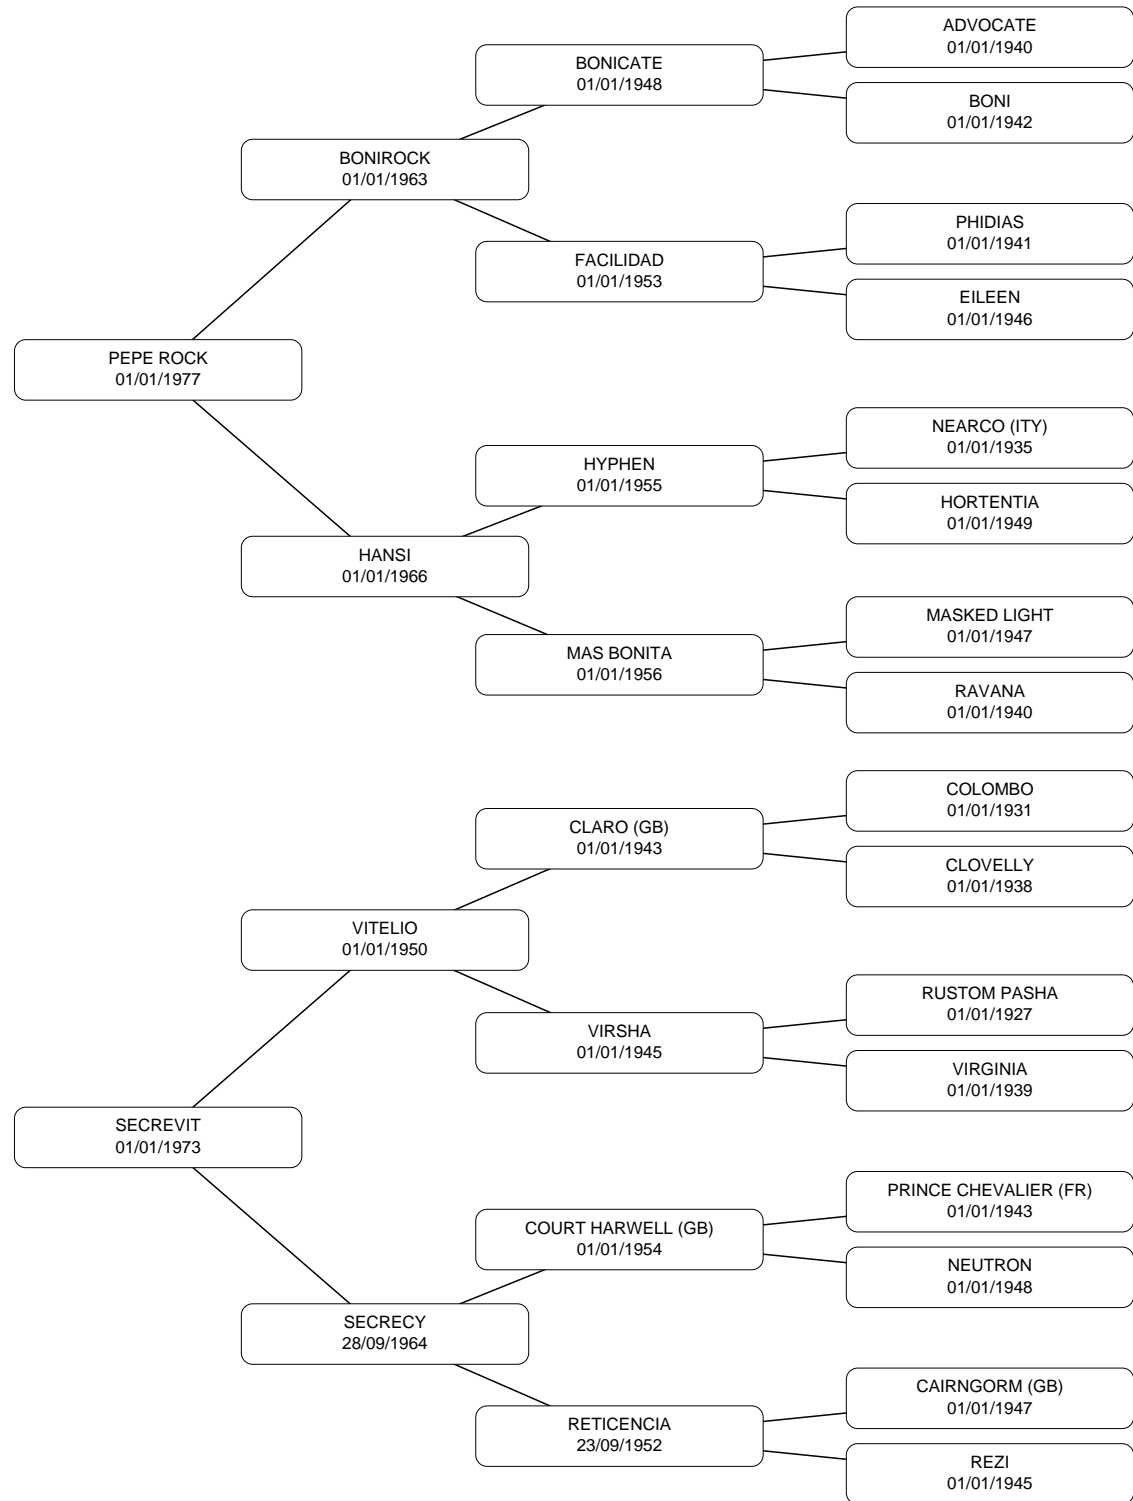 ADVOCATE
01/01/1940
BONICATE
01/01/1948
BONI
01/01/1942
BONIROCK
01/01/1963
PHIDIAS
01/01/1941
FACILIDAD
01/01/1953
EILEEN
01/01/1946
PEPE ROCK
01/01/1977
NEARCO (ITY)
01/01/1935
HYPHEN
01/01/1955
HORTENTIA
01/01/1949
HANSI
01/01/1966
MASKED LIGHT
01/01/1947
MAS BONITA
01/01/1956
RAVANA
01/01/1940
COLOMBO
01/01/1931
CLARO (GB)
01/01/1943
CLOVELLY
01/01/1938
VITELIO
01/01/1950
RUSTOM PASHA
01/01/1927
VIRSHA
01/01/1945
VIRGINIA
01/01/1939
SECREVIT
01/01/1973
PRINCE CHEVALIER (FR)
01/01/1943
COURT HARWELL (GB)
01/01/1954
NEUTRON
01/01/1948
SECRECY
28/09/1964
CAIRNGORM (GB)
01/01/1947
RETICENCIA
23/09/1952
REZI
01/01/1945